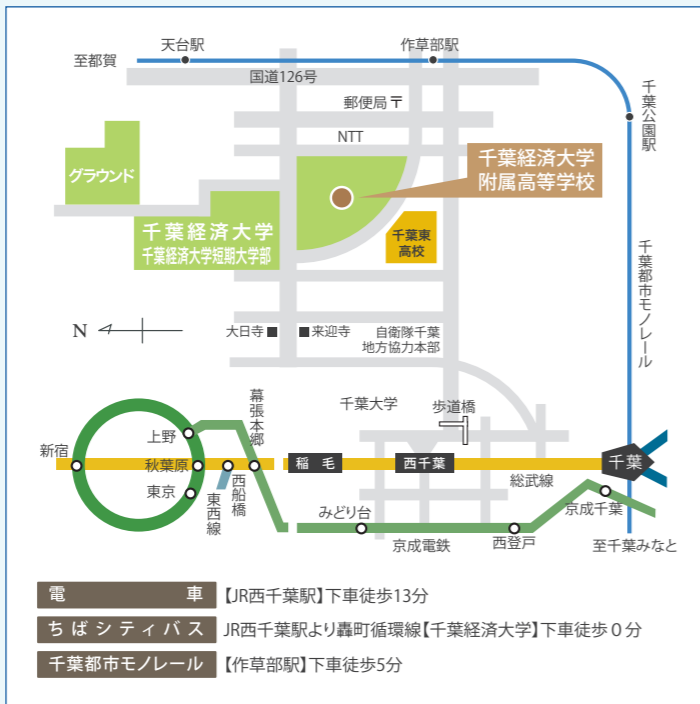 天台駅
作草部駅
至都賀
国道126号
千葉公園駅
郵便局〒
NTT
千葉経済大学
附属高等学校
グラウンド
千葉経済大学
千葉経済大学短期大学部
千葉東
高校
千葉都市モノレール
N
大日寺
来迎寺
自衛隊千葉
地方協力本部
千葉大学
歩道橋
幕張本郷
上野
新宿
秋葉原
稲毛
西千葉
千葉
総武線
東京
東西線
西船橋
みどり台
京成電鉄
西登戸
京成千葉
至千葉みなと
電車 【JR西千葉駅】下車徒歩13分
ちばシティバス JR西千葉駅より轟町循環線【千葉経済大学】下車徒歩0分
千葉都市モノレール 【作草部駅】下車徒歩5分